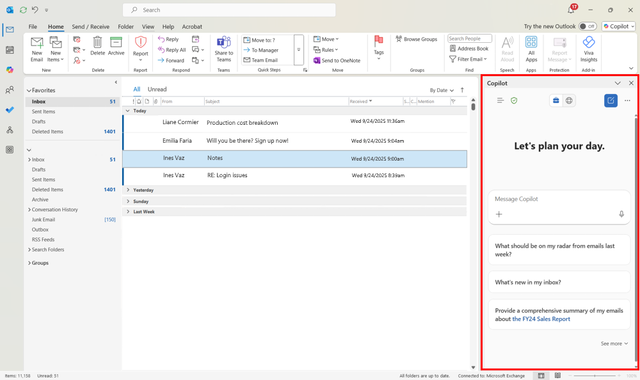 Search
17
File Home Send / Receive Folder View Help Acrobat
Try the new Outlook Off Copilot
New Email
New Items
Delete
Archive
Report
Reply
Reply All
Forward
Share to Teams
Move to: ?
To Manager
Team Email
Move
Rules
Send to OneNote
Tags
Browse Groups
Search People
Address Book
Filter Email
Read Aloud
All Apps
Report
Viva Insights
New Delete Report Respond Teams Quick Steps Move Groups Find Speech Apps Protection Add-in
Favorites
Inbox 51
Sent Items
Drafts
Deleted Items 1401
Inbox 51
Drafts
Sent Items
Deleted Items 1401
Archive
Conversation History
Junk Email [150]
Outbox
RSS Feeds
Search Folders
Groups
All Unread By Date
From Subject Received Mention
Today
Liane Cormier Production cost breakdown Wed 9/24/2025 11:36am
Emilia Faria Will you be there? Sign up now! Wed 9/24/2025 9:04am
Ines Vaz Notes Wed 9/24/2025 9:00am
Ines Vaz RE: Login issues Wed 9/24/2025 8:39am
Yesterday
Sunday
Last Week
Copilot
Let's plan your day.
Message Copilot
What should be on my radar from emails last
week?
What's new in my inbox?
Provide a comprehensive summary of my emails
about the FY24 Sales Report
See more
Items: 11,158 Unread: 51 All folders are up to date. Connected to: Microsoft Exchange